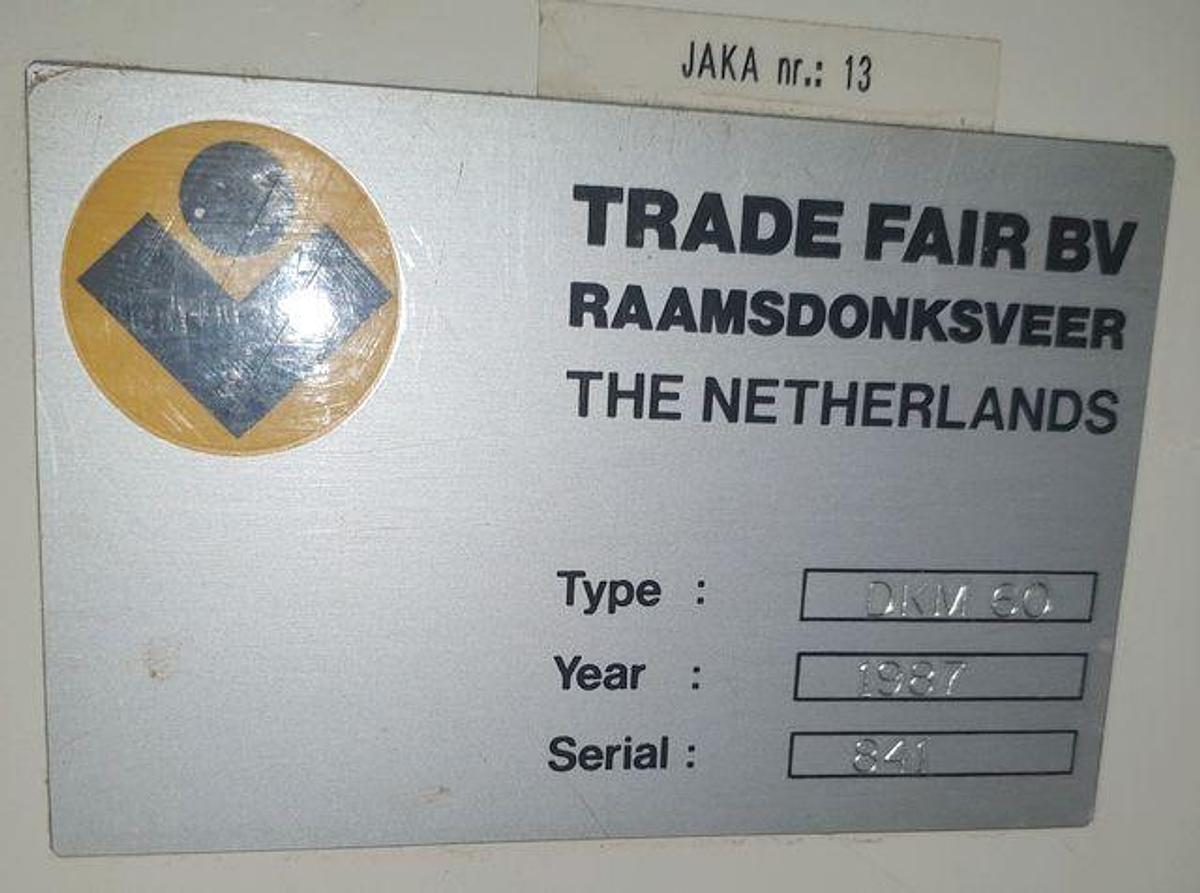 JAKA nr.: 13
TRADE FAIR BV
RAAMSDONKSVEER
THE NETHERLANDS
Type : DKM 60
Year : 1987
Serial : 841